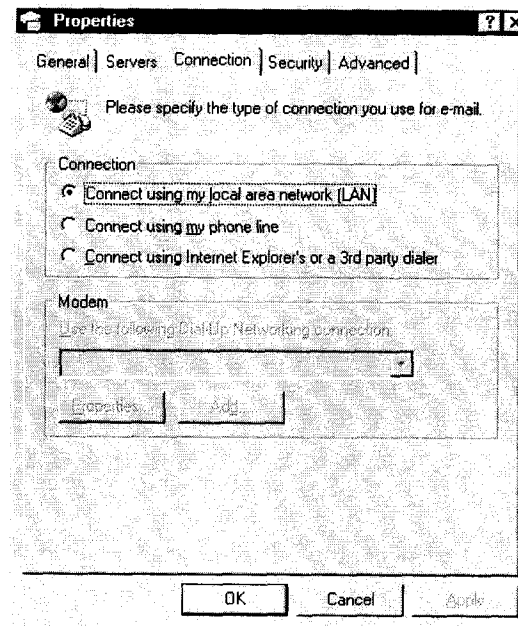 Properties
General Servers Connection Security Advanced
Please specify the type of connection you use for e-mail.
Connection
Connect using my local area network (LAN)
Connect using my phone line
Connect using Internet Explorer's or a 3rd party dialer
Modem
Use the following Dial-Up Networking connection:
Properties... Add...
OK Cancel Apply